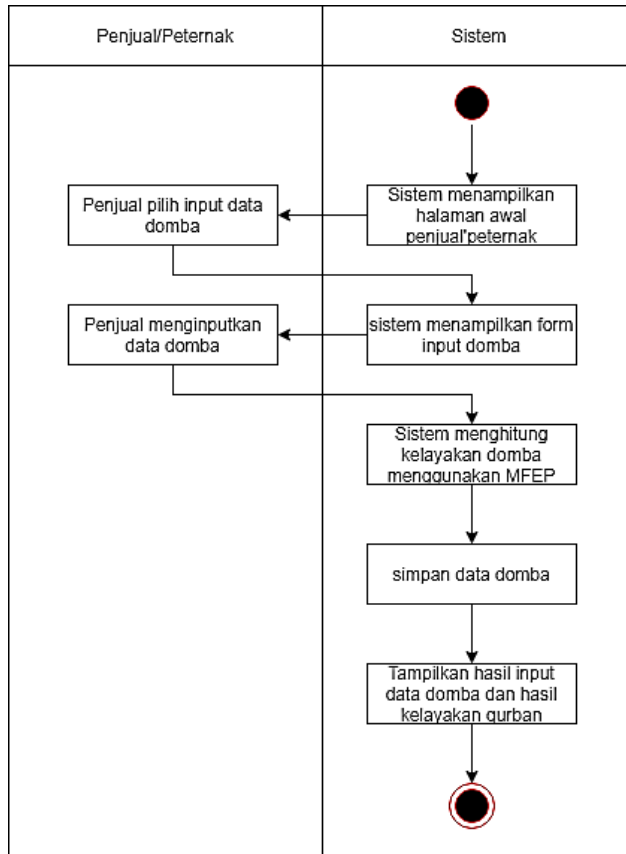 Penjual/Peternak
Sistem
Sistem menampilkan
halaman awal
penjual'peternak
Penjual pilih input data
domba
sistem menampilkan form
input domba
Penjual menginputkan
data domba
Sistem menghitung
kelayakan domba
menggunakan MFEP
simpan data domba
Tampilkan hasil input
data domba dan hasil
kelayakan qurban